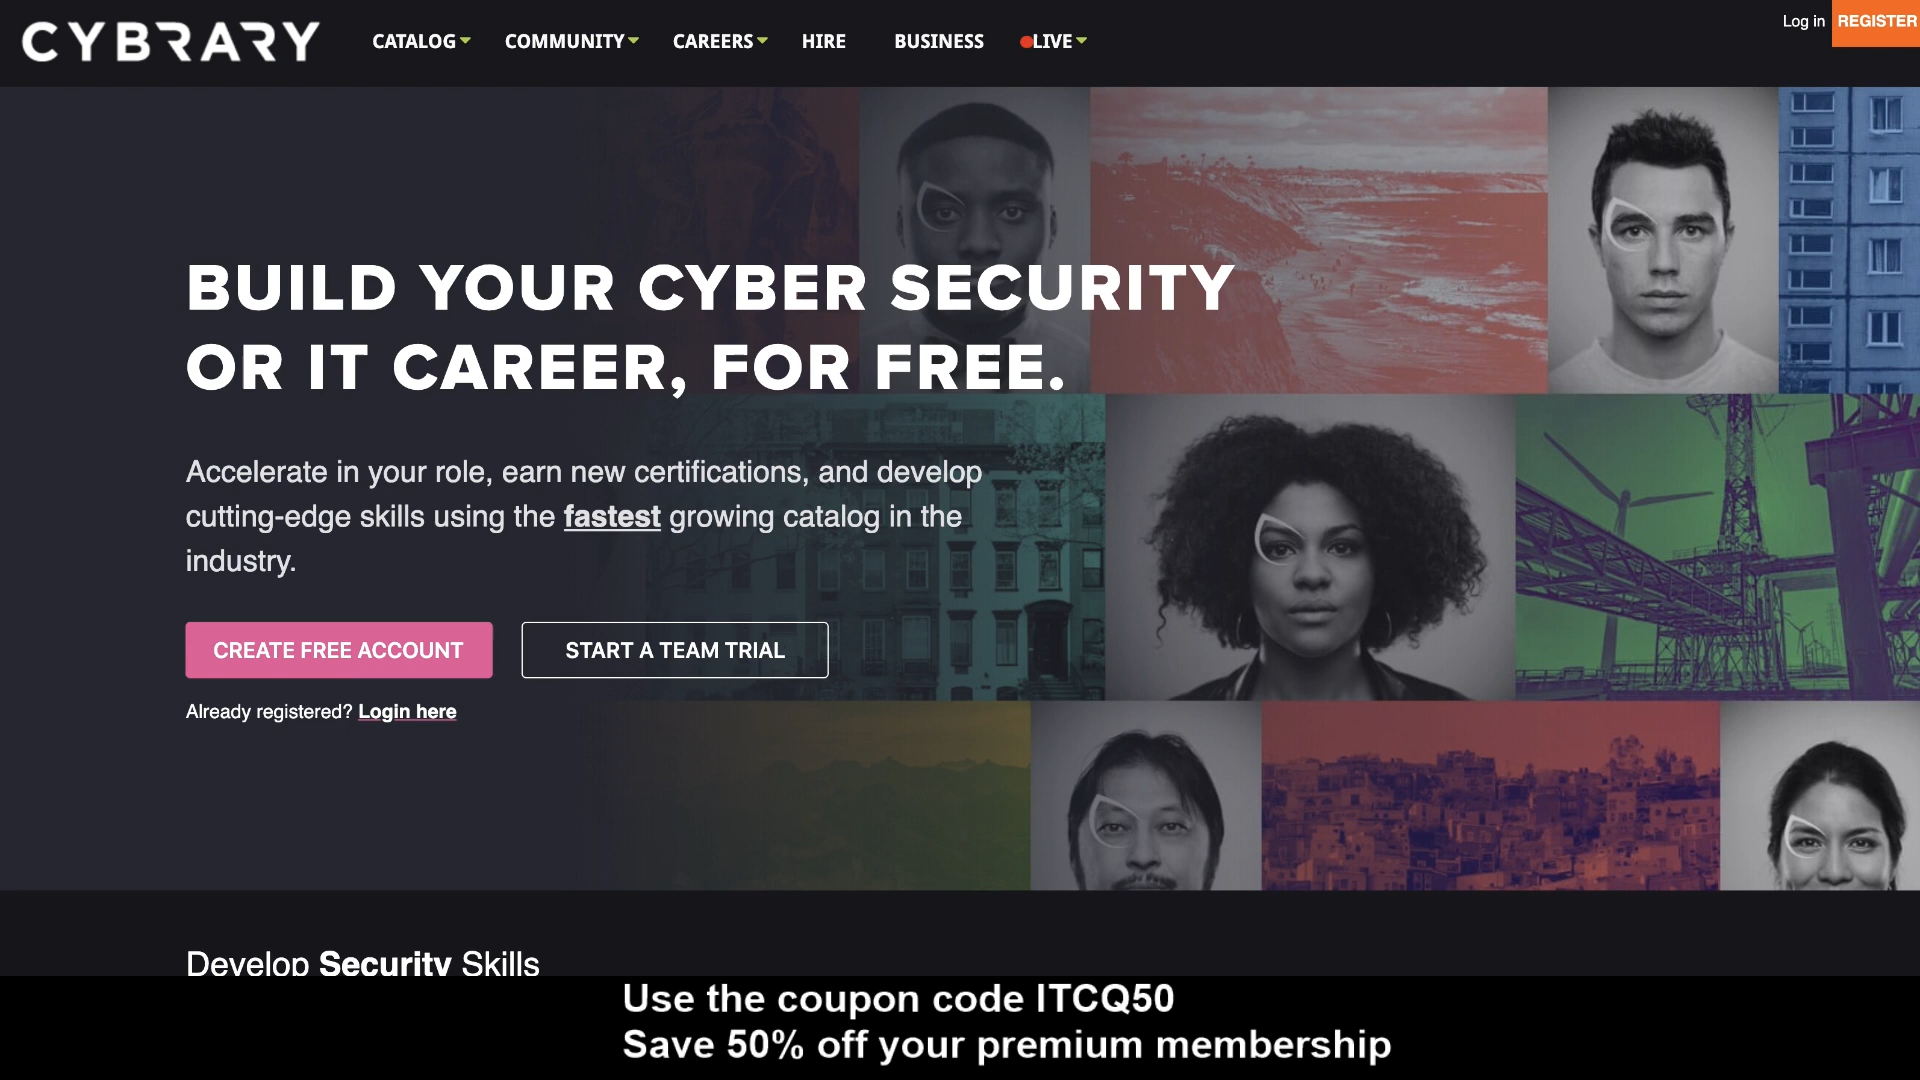 CYBRARY
CATALOG COMMUNITY CAREERS HIRE BUSINESS LIVE
Log in REGISTER
BUILD YOUR CYBER SECURITY
OR IT CAREER, FOR FREE.
Accelerate in your role, earn new certifications, and develop
cutting-edge skills using the fastest growing catalog in the
industry.
CREATE FREE ACCOUNT START A TEAM TRIAL
Already registered? Login here
Develop Security Skills
Use the coupon code ITCQ50
Save 50% off your premium membership